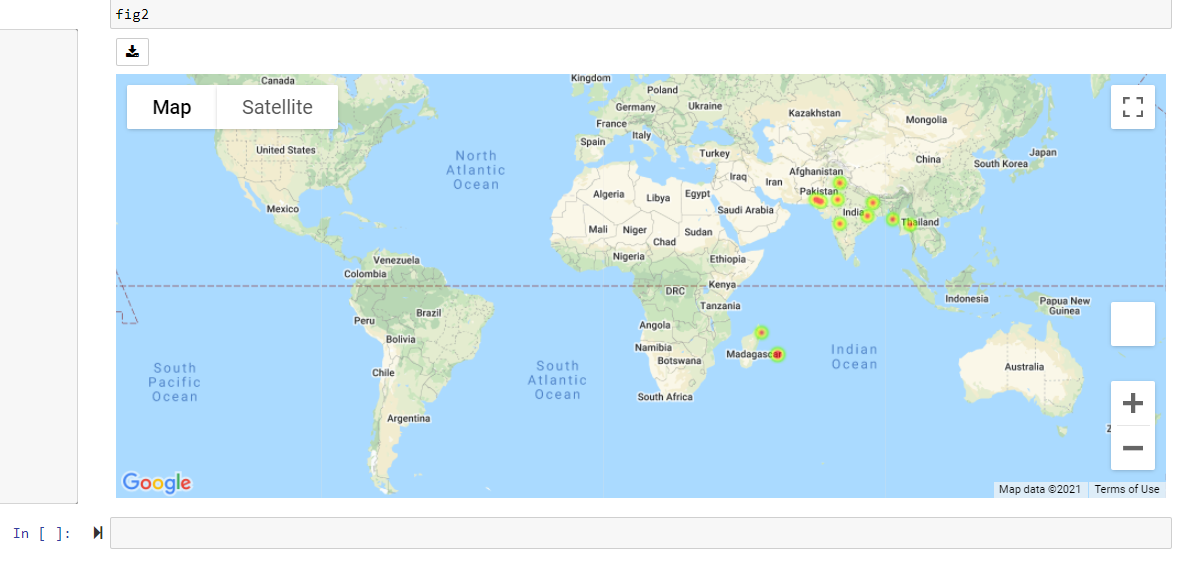 fig2
Map
Satellite
Canada
Kingdom
Poland
Germany
Ukraine
Kazakhstan
Mongolia
France
Italy
Spain
United States
North
Atlantic
Ocean
Turkey
China
South Korea
Japan
Iraq
Iran
Afghanistan
Pakistan
Algeria
Libya
Egypt
Saudi Arabia
India
Thailand
Mexico
Mali
Niger
Chad
Sudan
Nigeria
Ethiopia
Venezuela
Colombia
DRC
Kenya
Tanzania
Indonesia
Papua New
Guinea
Peru
Brazil
Bolivia
Angola
Namibia
Botswana
Madagascar
Indian
Ocean
Australia
South
Pacific
Ocean
Chile
South
Atlantic
Ocean
South Africa
Argentina
Google
Map data ©2021
Terms of Use
In [ ]: